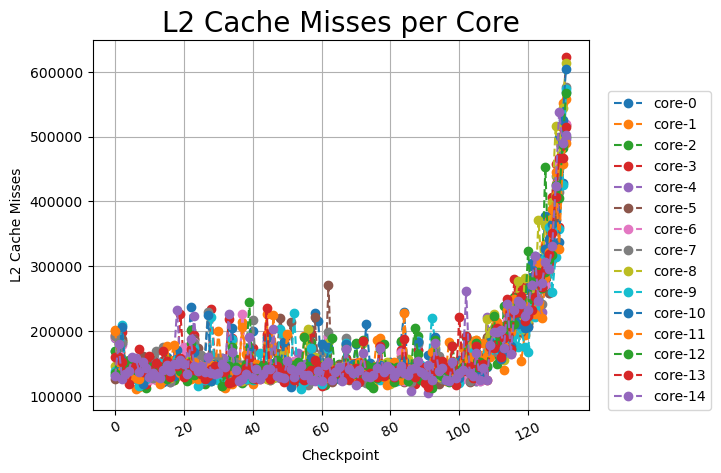 L2 Cache Misses per Core
600000
500000
400000
300000
200000
100000
L2 Cache Misses
0
20
40
60
80
100
120
Checkpoint
core-0
core-1
core-2
core-3
core-4
core-5
core-6
core-7
core-8
core-9
core-10
core-11
core-12
core-13
core-14